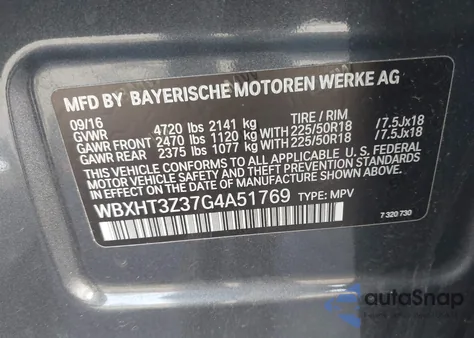 MFD BY BAYERISCHE MOTOREN WERKE AG
09/16 TIRE / RIM
GVWR 4720 lbs 2141 kg
GAWR FRONT 2470 lbs 1120 kg WITH 225/50R18 /7.5Jx18
GAWR REAR 2375 lbs 1077 kg WITH 225/50R18 /7.5Jx18
THIS VEHICLE CONFORMS TO ALL APPLICABLE
FEDERAL MOTOR VEHICLE SAFETY STANDARDS IN
EFFECT ON THE DATE OF MANUFACTURE SHOWN ABOVE.
WBXHT3Z37G4A51769 TYPE: MPV
7 320 730
autoSnap